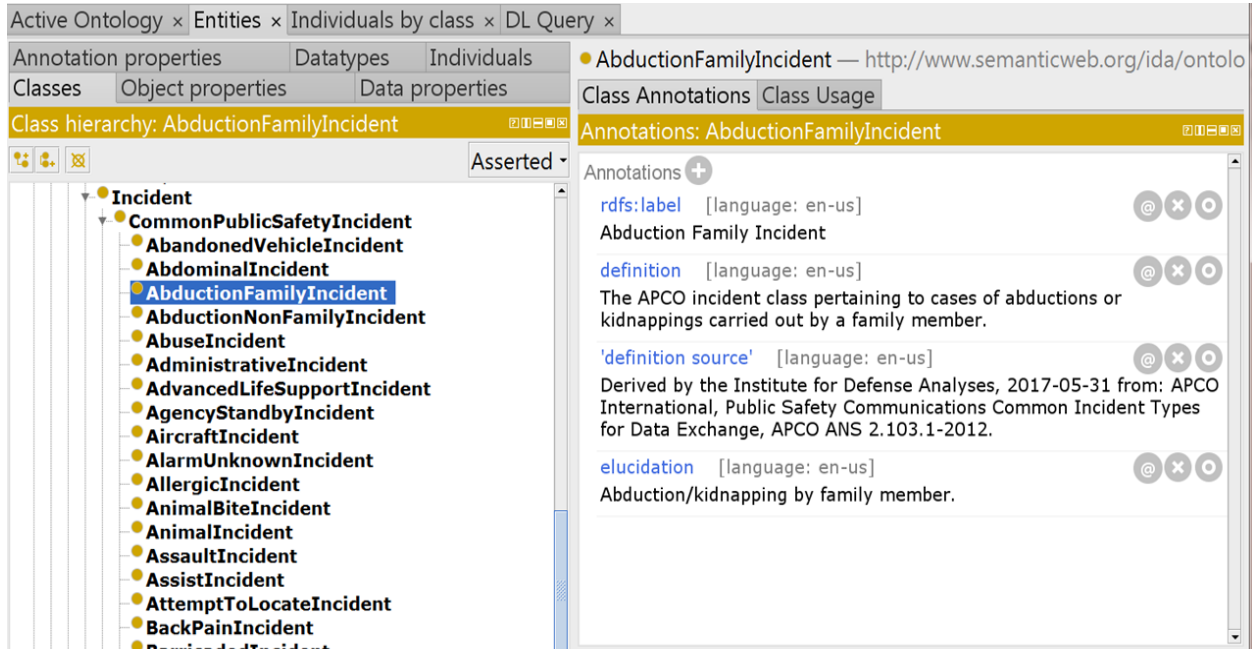 Active Ontology × Entities × Individuals by class × DL Query ×
Annotation properties Datatypes Individuals
Classes Object properties Data properties
Class hierarchy: AbductionFamilyIncident
Asserted
Incident
CommonPublicSafetyIncident
AbandonedVehicleIncident
AbdominalIncident
AbductionFamilyIncident
AbductionNonFamilyIncident
AbuseIncident
AdministrativeIncident
AdvancedLifeSupportIncident
AgencyStandbyIncident
AircraftIncident
AlarmUnknownIncident
AllergicIncident
AnimalBiteIncident
AnimalIncident
AssaultIncident
AssistIncident
AttemptToLocateIncident
BackPainIncident
AbductionFamilyIncident — http://www.semanticweb.org/ida/ontolo
Class Annotations Class Usage
Annotations: AbductionFamilyIncident
Annotations
rdfs:label [language: en-us]
Abduction Family Incident
definition [language: en-us]
The APCO incident class pertaining to cases of abductions or
kidnappings carried out by a family member.
'definition source' [language: en-us]
Derived by the Institute for Defense Analyses, 2017-05-31 from: APCO
International, Public Safety Communications Common Incident Types
for Data Exchange, APCO ANS 2.103.1-2012.
elucidation [language: en-us]
Abduction/kidnapping by family member.